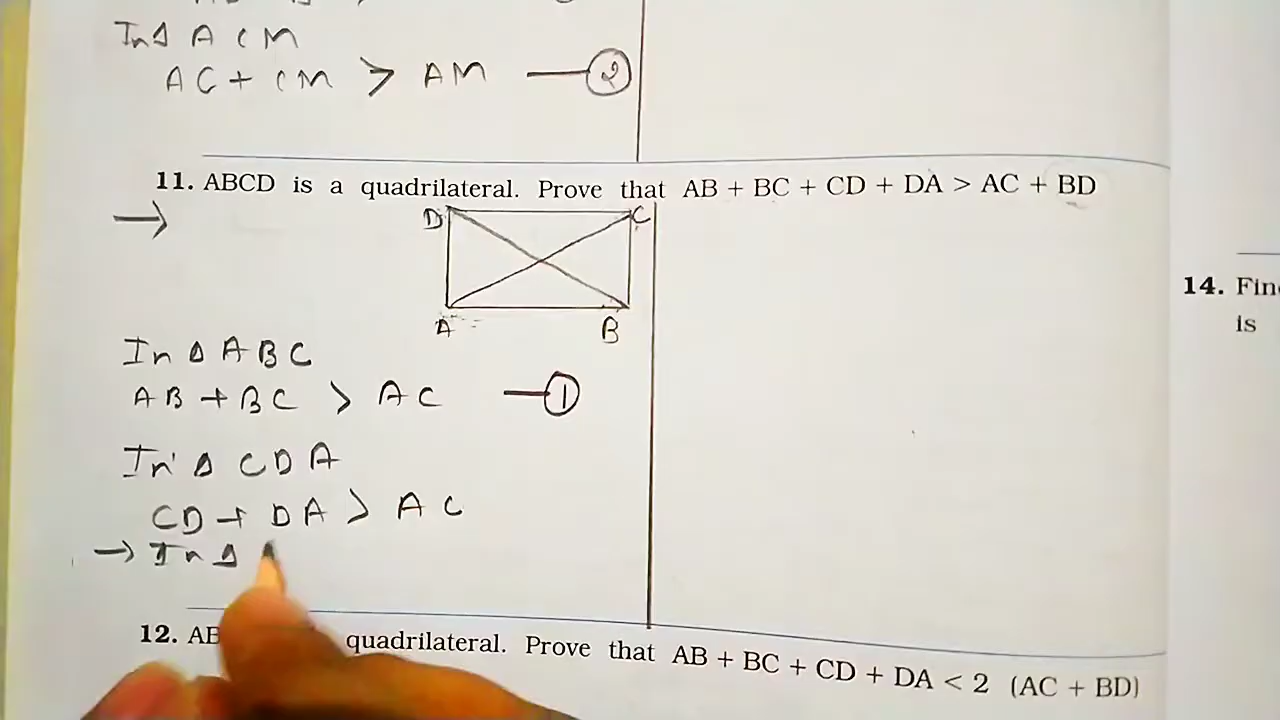 In Δ A C M
AC + CM > AM — ②
11. ABCD is a quadrilateral. Prove that AB + BC + CD + DA > AC + BD
→
D C
A B
In Δ A B C
AB + BC > AC — ①
In Δ CDA
CD + DA > AC
→ In Δ
12. AB quadrilateral. Prove that AB + BC + CD + DA < 2 (AC + BD)
14. Fin
is